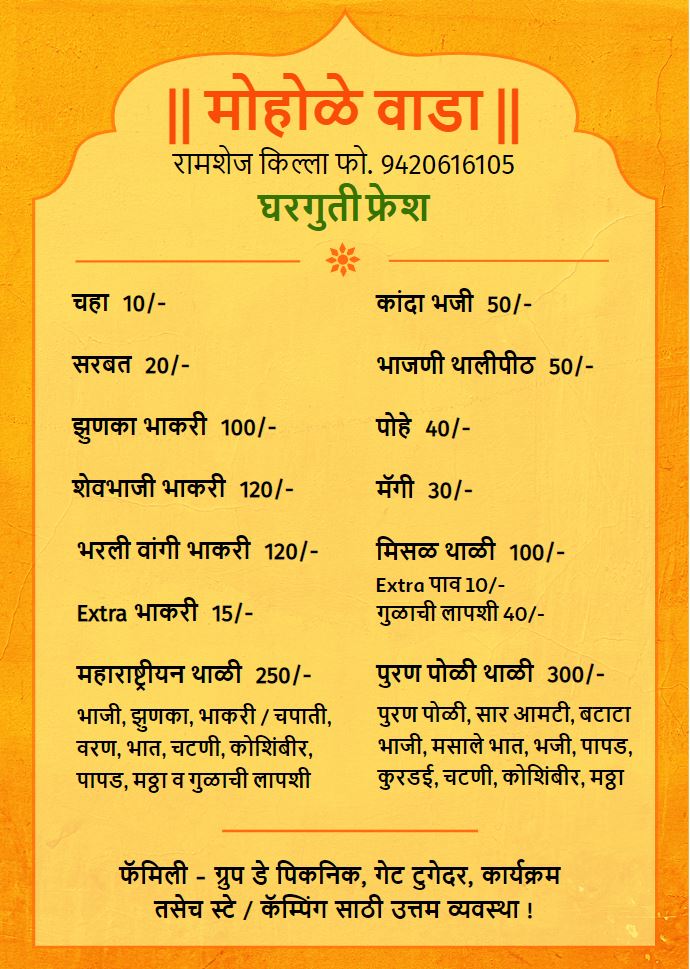 || मोहोळे वाडा ||
रामशेज किल्ला फो. 9420616105
घरगुती फ्रेश
चहा 10/-
सरबत 20/-
झुणका भाकरी 100/-
शेवभाजी भाकरी 120/-
भरली वांगी भाकरी 120/-
Extra भाकरी 15/-
महाराष्ट्रीयन थाळी 250/-
भाजी, झुणका, भाकरी / चपाती,
वरण, भात, चटणी, कोशिंबीर,
पापड, मठ्ठा व गुळाची लापशी
कांदा भजी 50/-
भाजणी थालीपीठ 50/-
पोहे 40/-
मॅगी 30/-
मिसळ थाळी 100/-
Extra पाव 10/-
गुळाची लापशी 40/-
पुरण पोळी थाळी 300/-
पुरण पोळी, सार आमटी, बटाटा
भाजी, मसाले भात, भजी, पापड,
कुरडई, चटणी, कोशिंबीर, मठ्ठा
फॅमिली - ग्रुप डे पिकनिक, गेट टुगेदर, कार्यक्रम
तसेच स्टे / कॅम्पिंग साठी उत्तम व्यवस्था !